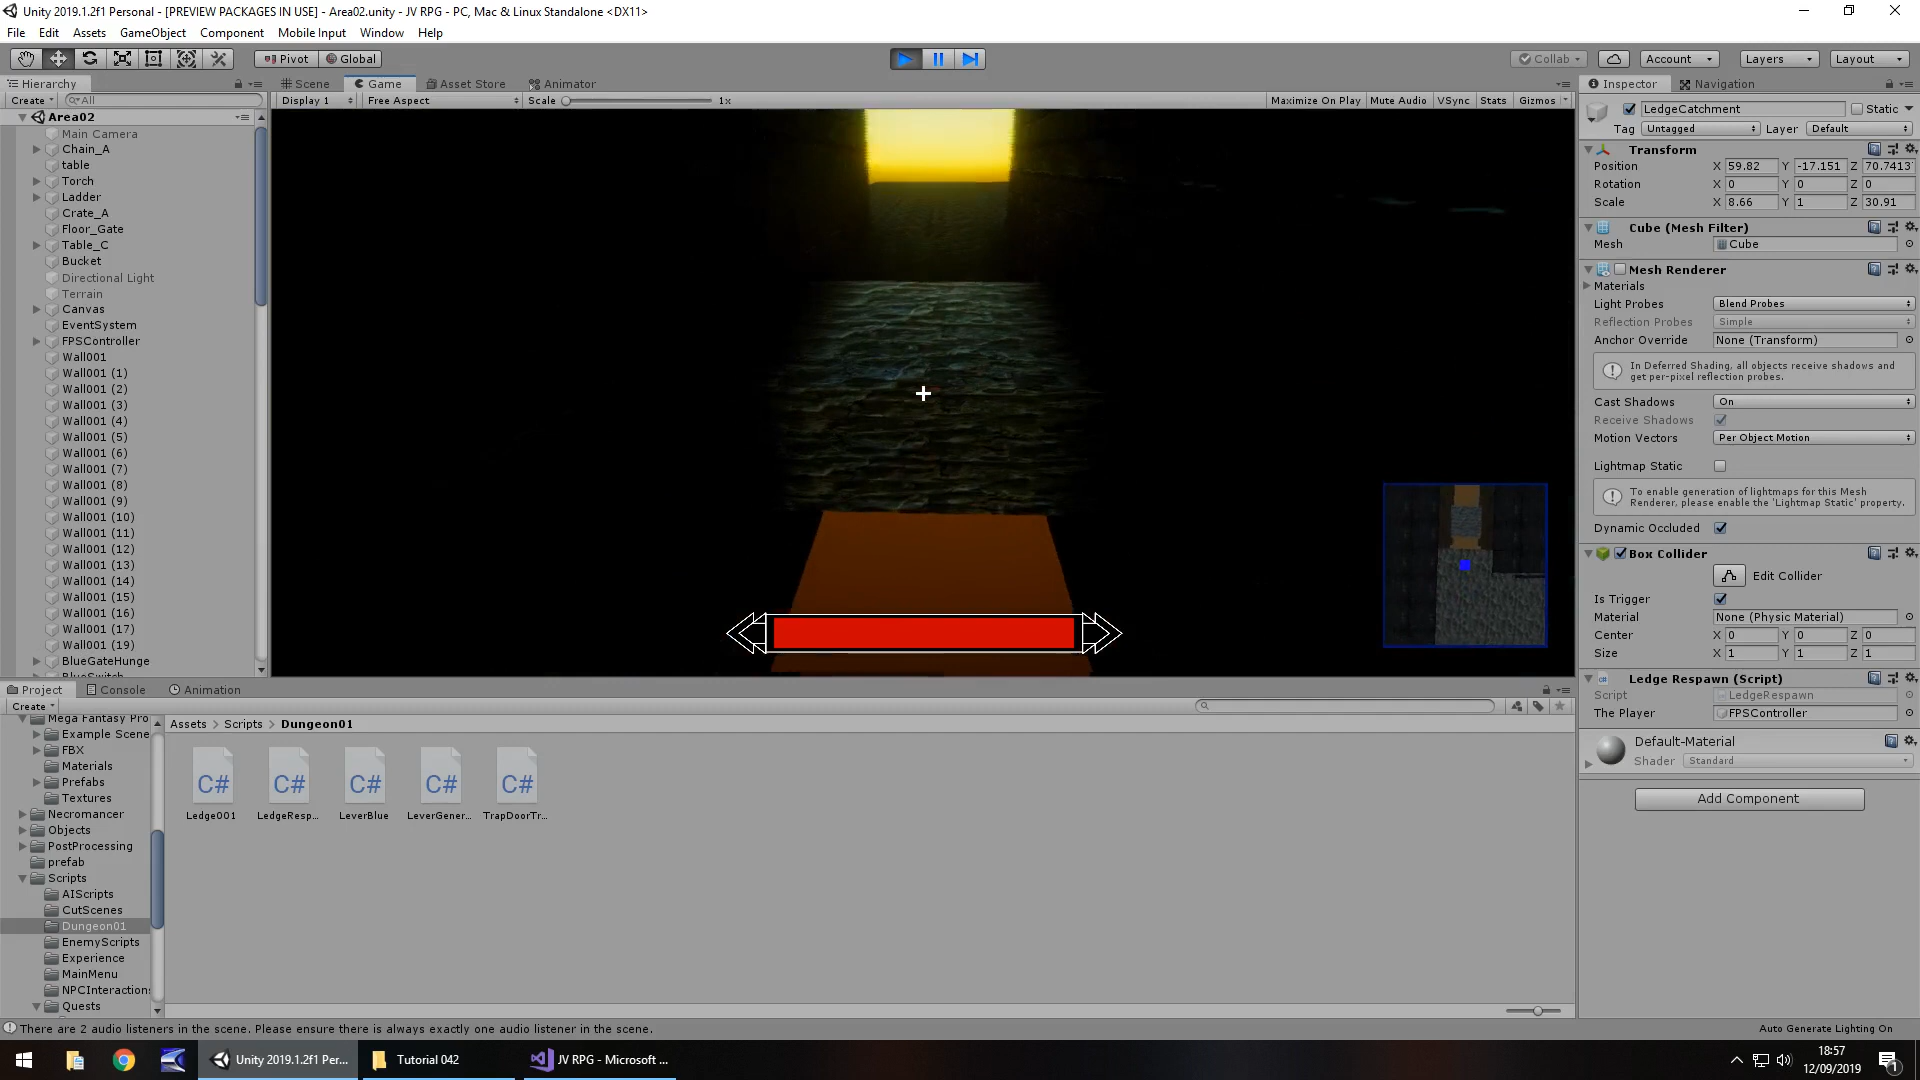 Unity 2019.1.2f1 Personal - [PREVIEW PACKAGES IN USE] - Area02.unity - JV RPG - PC, Mac & Linux Standalone <DX11>
File Edit Assets GameObject Component Mobile Input Window Help
Pivot Global Collab Account Layers Layout
Hierarchy Scene Game Asset Store Animator Inspector Navigation
Create All Display 1 Free Aspect Scale 1x Maximize On Play Mute Audio VSync Stats Gizmos
LedgeCatchment Static
Tag Untagged Layer Default
Area02
Main Camera
Chain_A
table
Torch
Ladder
Crate_A
Floor_Gate
Table_C
Bucket
Directional Light
Terrain
Canvas
EventSystem
FPSController
Wall001
Wall001 (1)
Wall001 (2)
Wall001 (3)
Wall001 (4)
Wall001 (5)
Wall001 (6)
Wall001 (7)
Wall001 (8)
Wall001 (9)
Wall001 (10)
Wall001 (11)
Wall001 (12)
Wall001 (13)
Wall001 (14)
Wall001 (15)
Wall001 (16)
Wall001 (17)
Wall001 (18)
Wall001 (19)
BlueGateHunge
BlueSwitch
Transform
Position X 59.82 Y -17.151 Z 70.7413
Rotation X 0 Y 0 Z 0
Scale X 8.66 Y 1 Z 30.91
Cube (Mesh Filter)
Mesh Cube
Mesh Renderer
Materials
Light Probes Blend Probes
Reflection Probes Simple
Anchor Override None (Transform)
In Deferred Shading, all objects receive shadows and
get per-pixel reflection probes.
Cast Shadows On
Receive Shadows
Motion Vectors Per Object Motion
Lightmap Static
To enable generation of lightmaps for this Mesh
Renderer, please enable the 'Lightmap Static' property.
Dynamic Occluded
Box Collider
Edit Collider
Is Trigger
Material None (Physic Material)
Center X 0 Y 0 Z 0
Size X 1 Y 1 Z 1
Ledge Respawn (Script)
Script LedgeRespawn
The Player FPSController
Default-Material
Shader Standard
Add Component
Project Console Animation
Create
Assets > Scripts > Dungeon01
Mega Fantasy Pro
Example Scene
FBX
Materials
Prefabs
Textures
Necromancer
Objects
PostProcessing
prefab
Scripts
AIScripts
CutScenes
Dungeon01
EnemyScripts
Experience
MainMenu
NPCInteraction
Quests
C# C# C# C# C#
Ledge001 LedgeResp... LeverBlue LeverGener... TrapDoorTr...
There are 2 audio listeners in the scene. Please ensure there is always exactly one audio listener in the scene.
Auto Generate Lighting On
Unity 2019.1.2f1 Per... Tutorial 042 JV RPG - Microsoft ...
18:57
12/09/2019
1